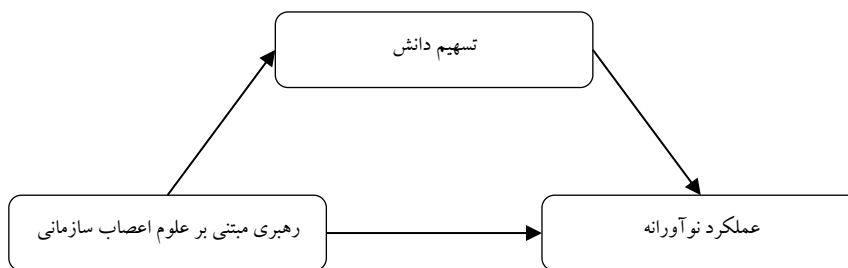 تسهیم دانش
رهبری مبتنی بر علوم اعصاب سازمانی
عملکرد نوآورانه